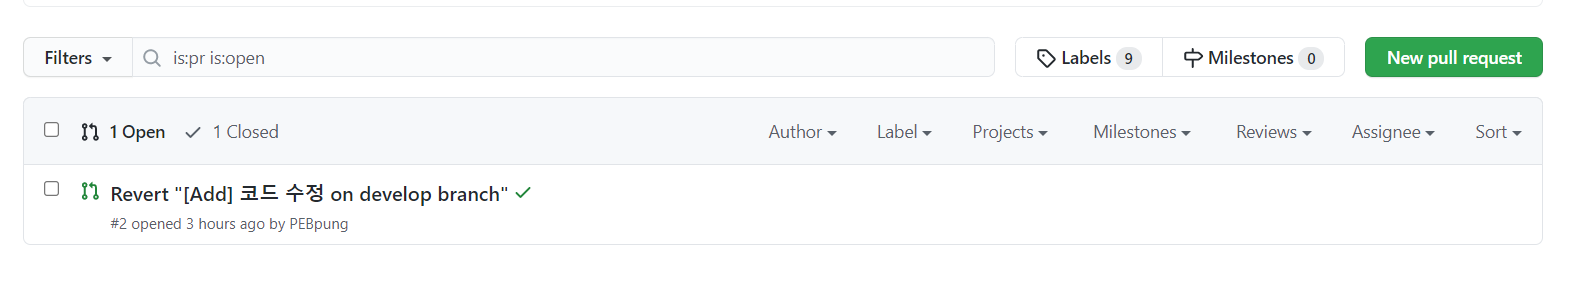 Filters is:pr is:open Labels 9 Milestones 0 New pull request
1 Open 1 Closed Author Label Projects Milestones Reviews Assignee Sort
Revert "[Add] 코드 수정 on develop branch"
#2 opened 3 hours ago by PEBpung